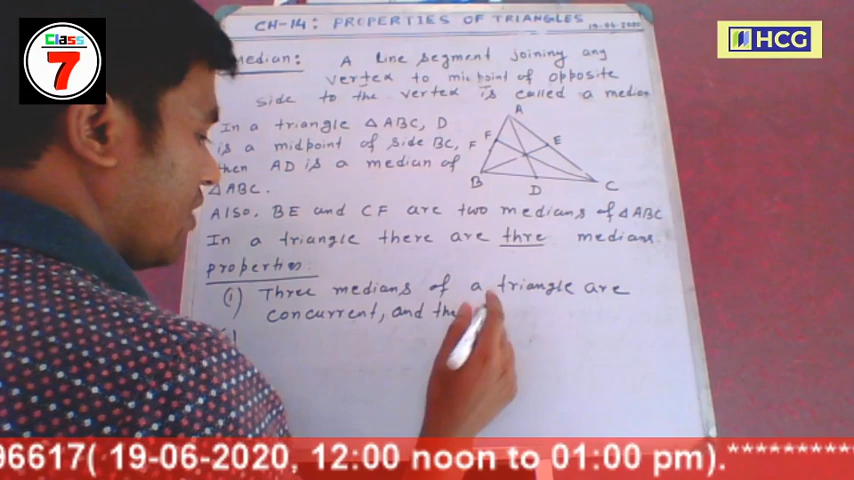 CH-14: PROPERTIES OF TRIANGLES
19-06-2020
Class
7
HCG
Median: A line segment joining any
vertex to midpoint of opposite
side to the vertex is called a median
In a triangle △ABC, D
is a midpoint of side BC,
then AD is a median of
△ABC.
A
F
F
E
B
D
C
Also, BE and CF are two medians of △ABC
In a triangle there are thre medians.
properties
(i) Three medians of a triangle are
concurrent, and the
96617( 19-06-2020, 12:00 noon to 01:00 pm).**********